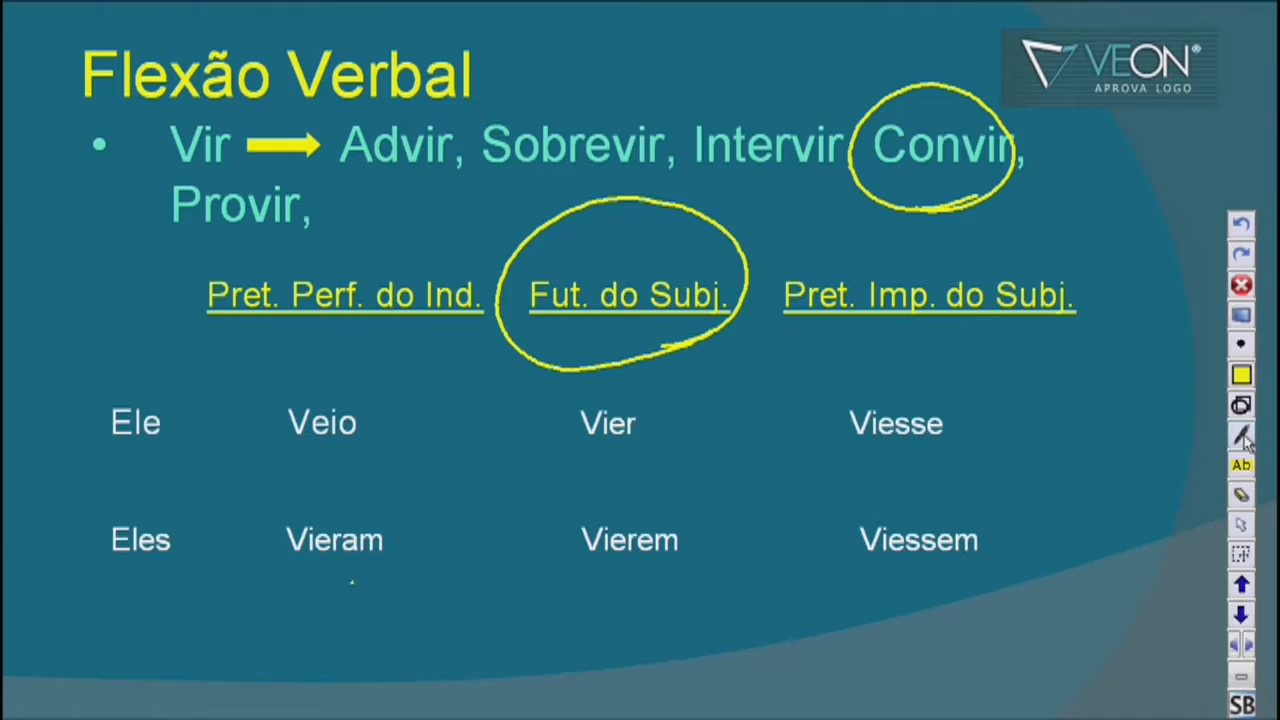 Flexão Verbal
VEON®
APROVA LOGO
• Vir Advir, Sobrevir, Intervir Convir,
Provir,
Pret. Perf. do Ind. Fut. do Subj. Pret. Imp. do Subj.
Ele Veio Vier Viesse
Eles Vieram Vierem Viessem
Ab
SB